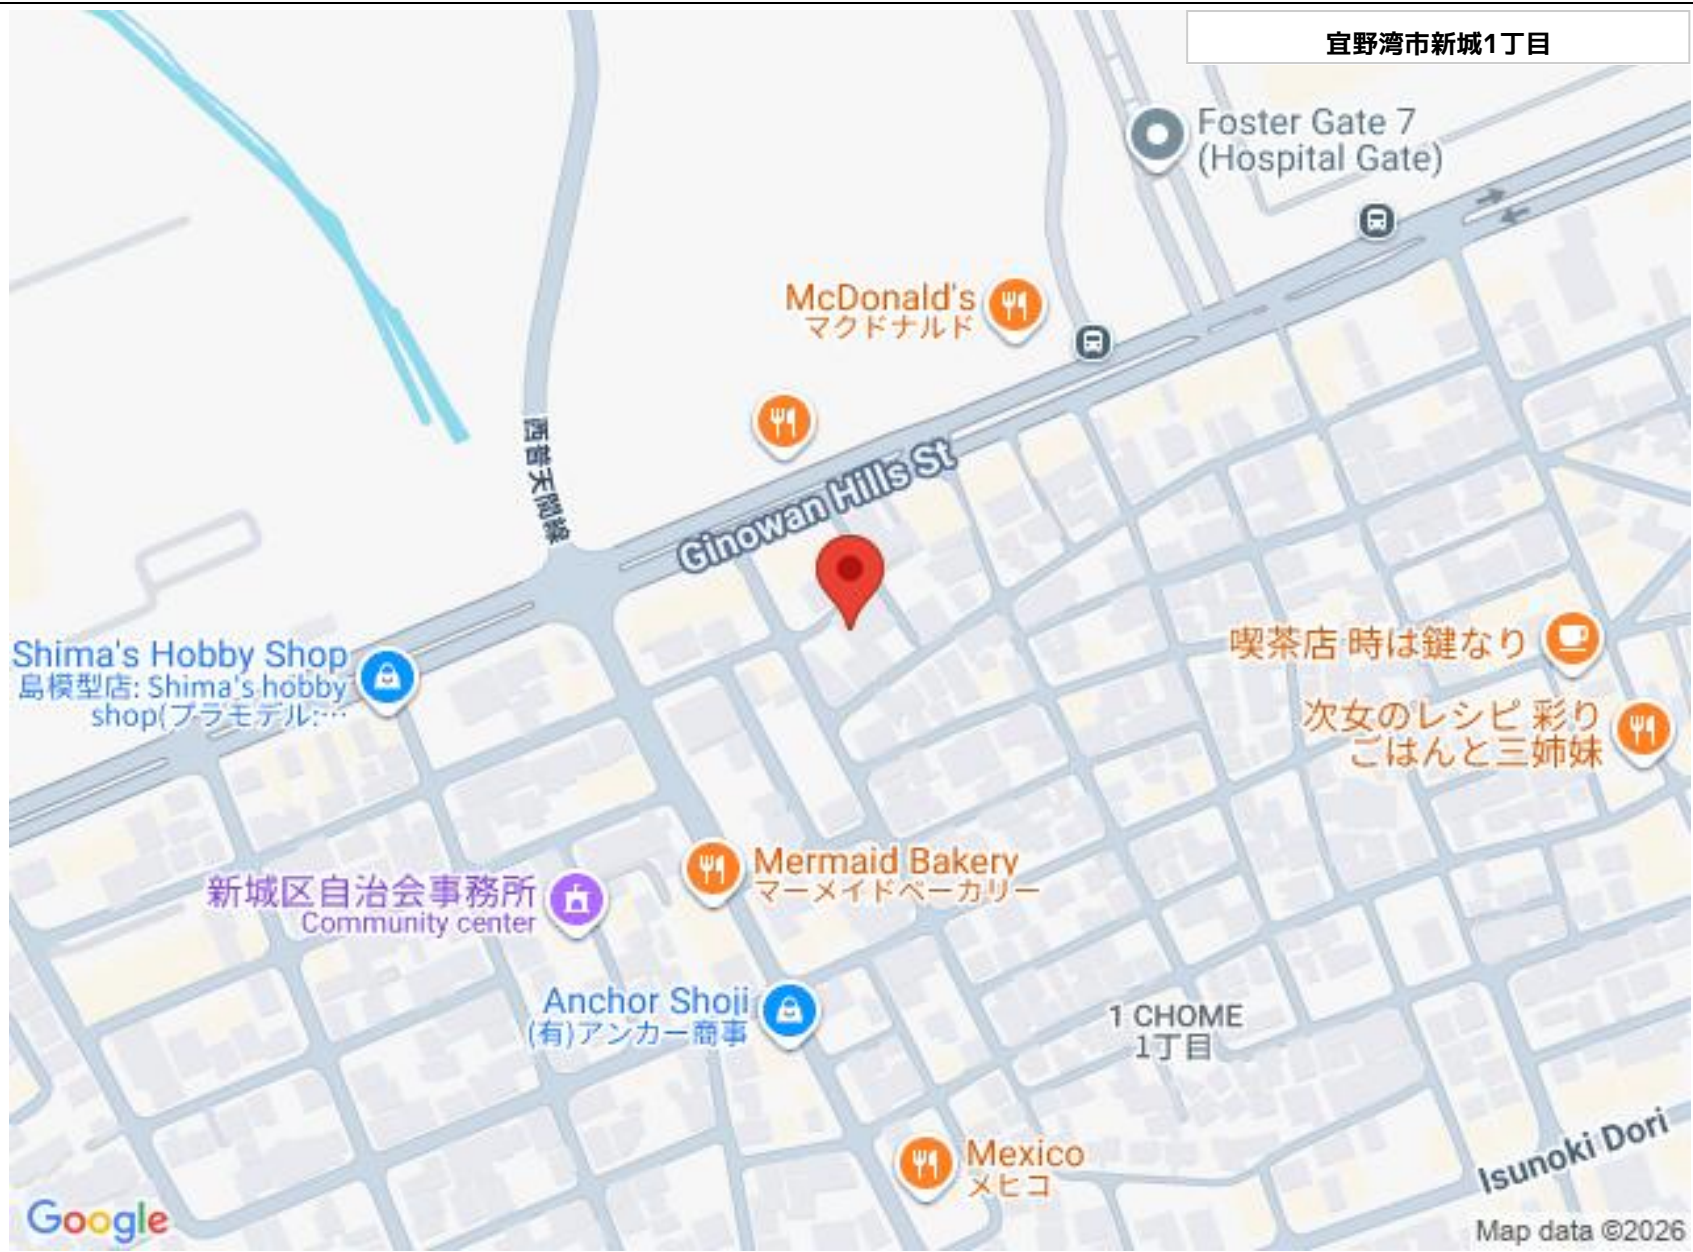 宜野湾市新城1丁目
Foster Gate 7
(Hospital Gate)
McDonald's
マクドナルド
西普天間線
Ginowan Hills St
Shima's Hobby Shop
島模型店: Shima's hobby
shop(プラモデル:…
喫茶店 時は鍵なり
次女のレシピ 彩り
ごはんと三姉妹
Mermaid Bakery
マーメイドベーカリー
新城区自治会事務所
Community center
Anchor Shoji
(有)アンカー商事
1 CHOME
1丁目
Mexico
メヒコ
Isunoki Dori
Google
Map data ©2026